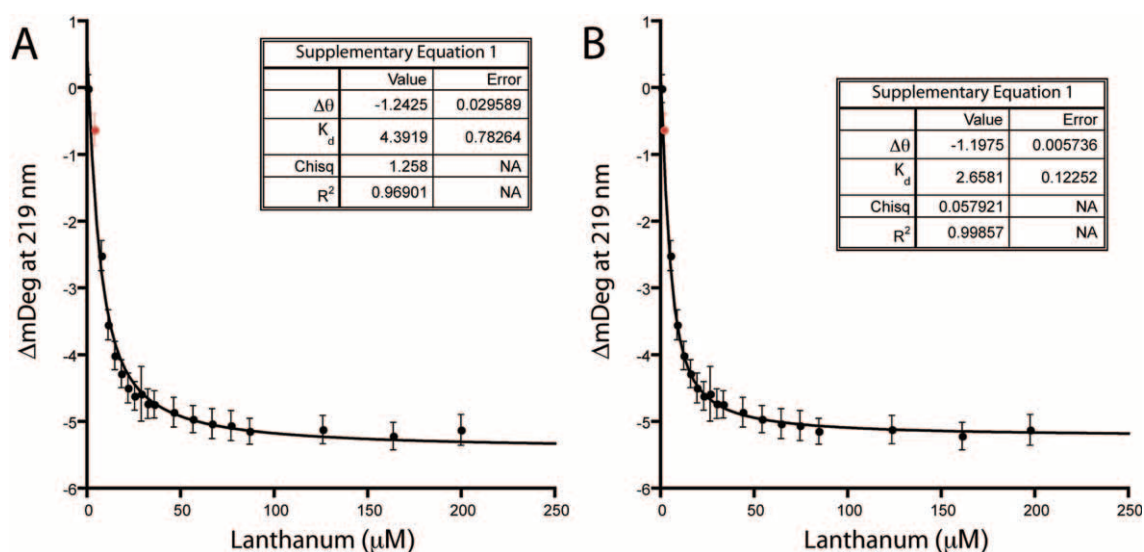 A
Supplementary Equation 1
Value Error
Δθ -1.2425 0.029589
Kd 4.3919 0.78264
Chisq 1.258 NA
R2 0.96901 NA
ΔmDeg at 219 nm
1
0
-1
-2
-3
-4
-5
-6
0 50 100 150 200 250
Lanthanum (μM)
B
Supplementary Equation 1
Value Error
Δθ -1.1975 0.005736
Kd 2.6581 0.12252
Chisq 0.057921 NA
R2 0.99857 NA
ΔmDeg at 219 nm
1
0
-1
-2
-3
-4
-5
-6
0 50 100 150 200 250
Lanthanum (μM)